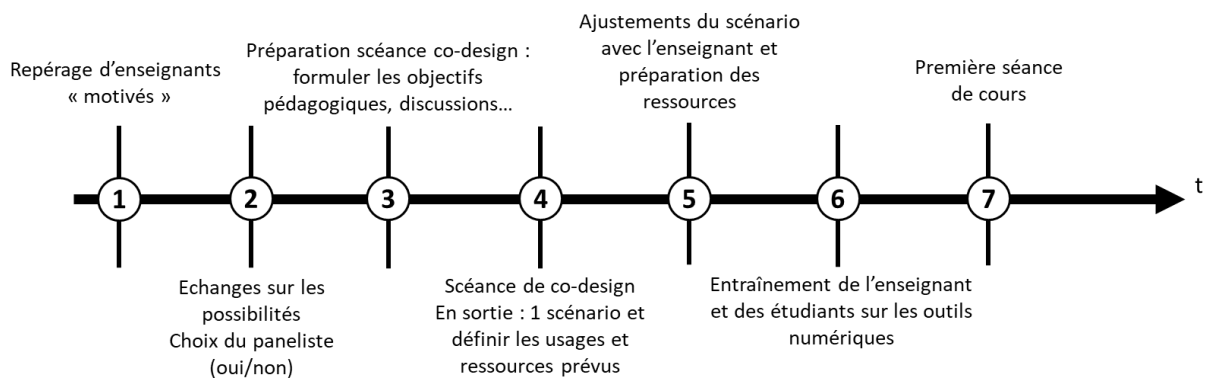 Repérage d’enseignants
« motivés »
Préparation scéance co-design :
formuler les objectifs
pédagogiques, discussions…
Ajustements du scénario
avec l’enseignant et
préparation des
ressources
Première séance
de cours
1
2
3
4
5
6
7
t
Echanges sur les
possibilités
Choix du paneliste
(oui/non)
Scéance de co-design
En sortie : 1 scénario et
définir les usages et
ressources prévus
Entraînement de l’enseignant
et des étudiants sur les outils
numériques